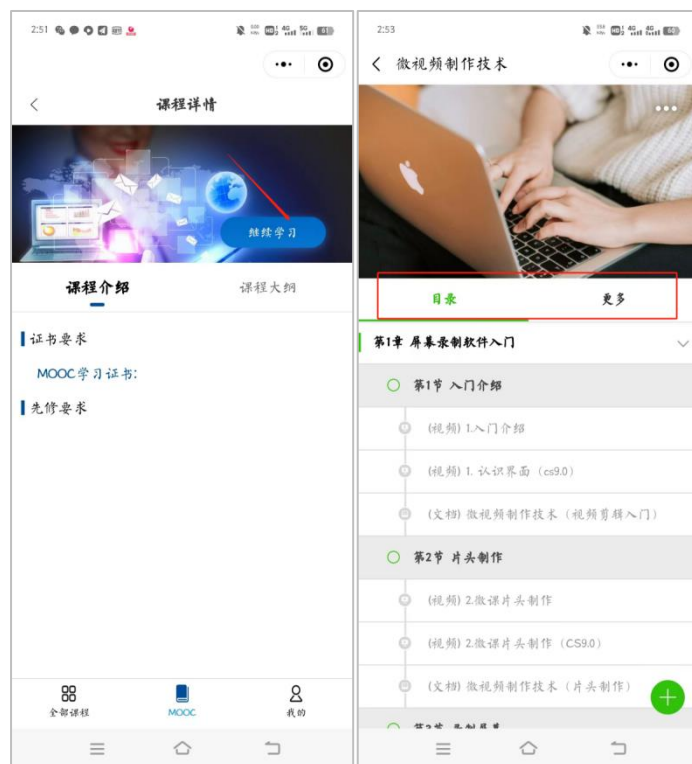 2:51
课程详情
继续学习
课程介绍
课程大纲
证书要求
MOOC学习证书:
先修要求
全部课程
MOOC
我的
2:53
微视频制作技术
目录
更多
第1章 屏幕录制软件入门
第1节 入门介绍
(视频) 1.入门介绍
(视频) 1. 认识界面（cs9.0）
(文档) 微视频制作技术（视频剪辑入门）
第2节 片头制作
(视频) 2.微课片头制作
(视频) 2.微课片头制作（CS9.0）
(文档) 微视频制作技术（片头制作）